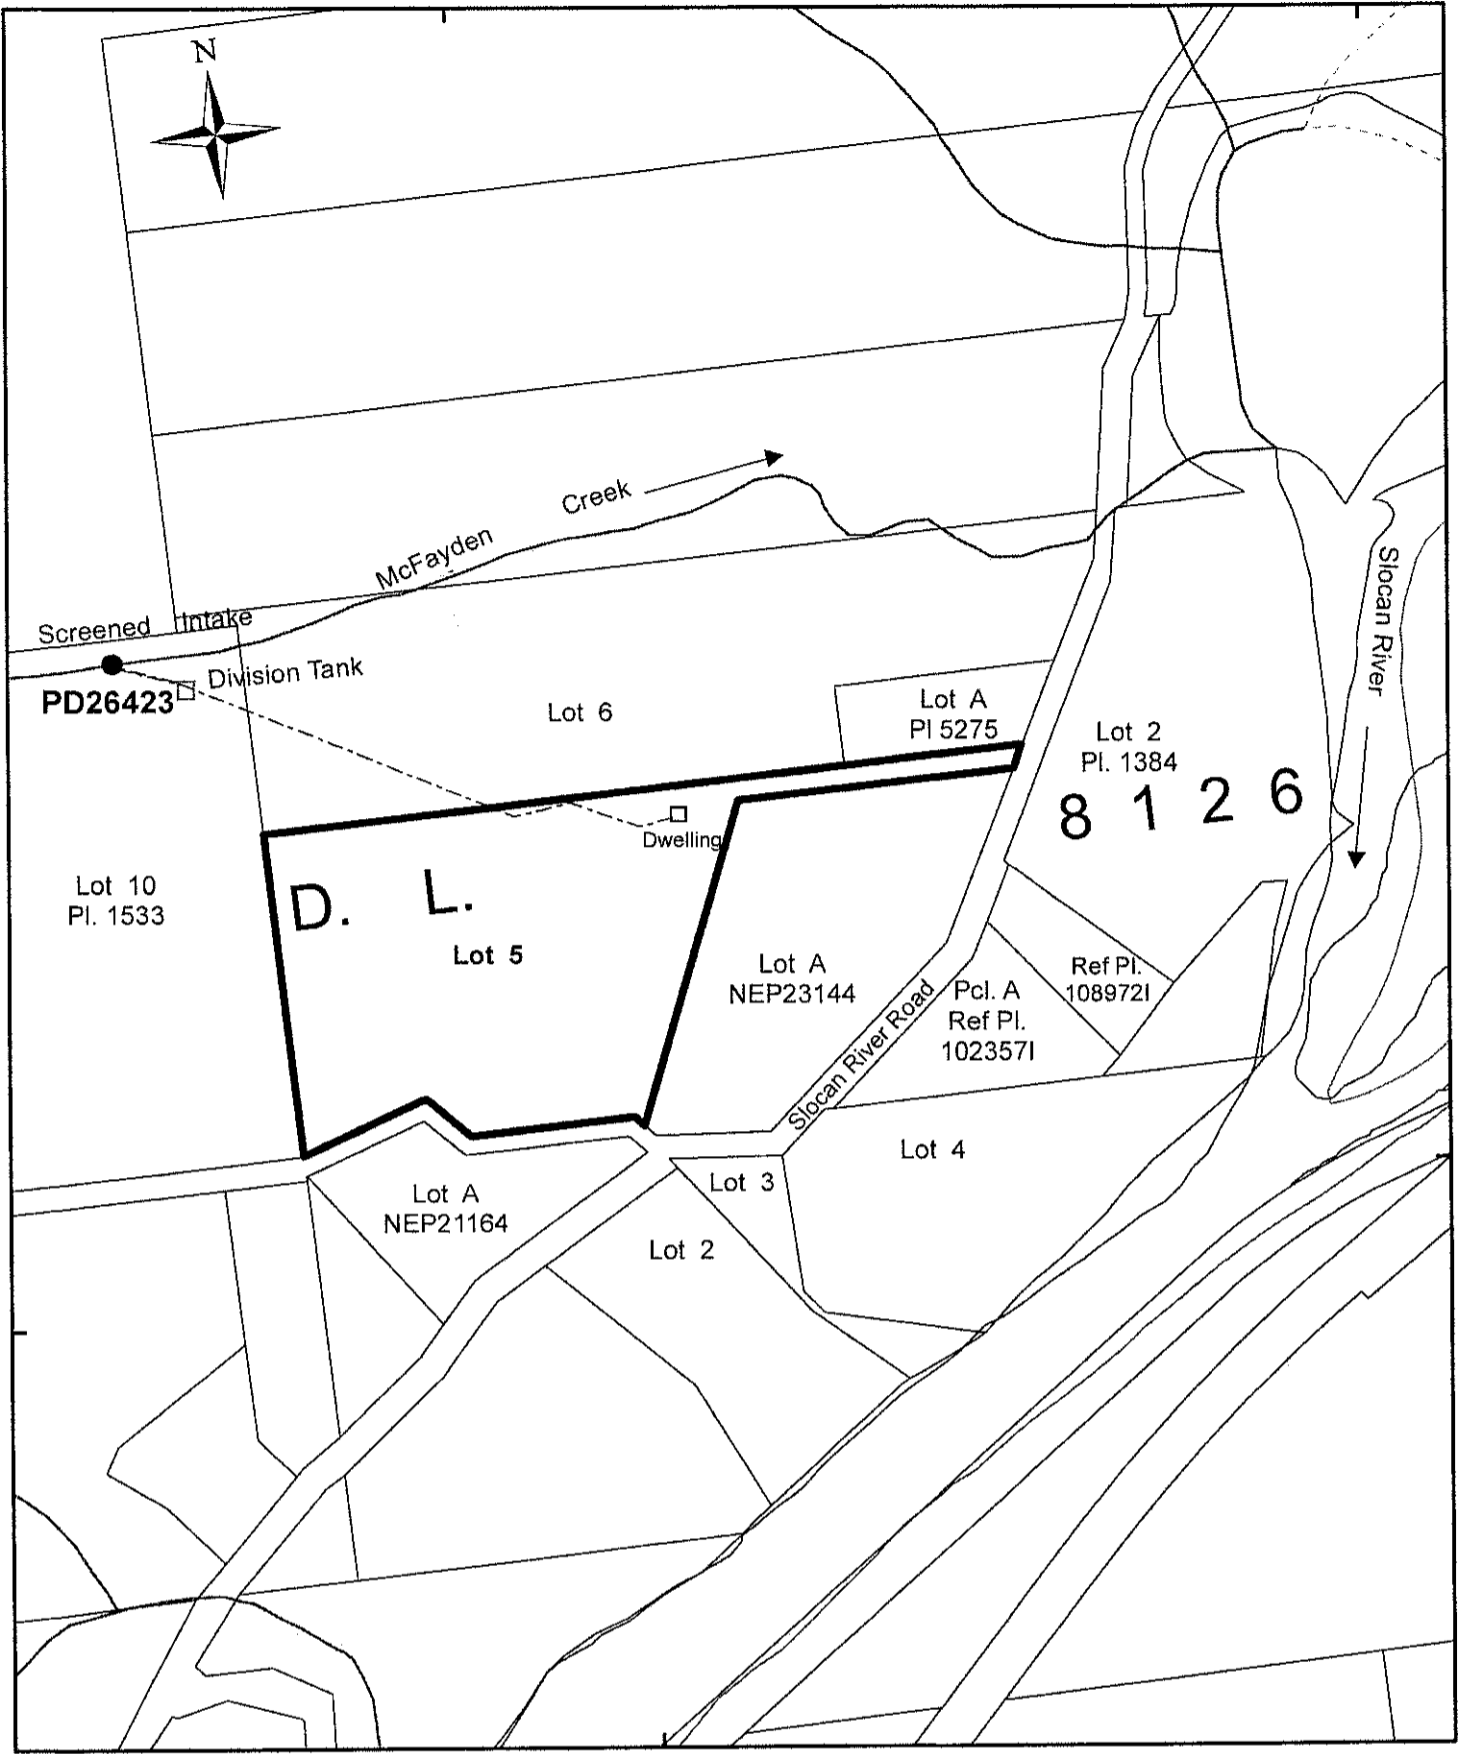 N
McFayden Creek
Screened Intake
Division Tank
PD26423
Slocan River
Lot 6
Lot A
Pl 5275
Lot 2
Pl. 1384
8 1 2 6
Dwelling
Lot 10
Pl. 1533
D. L.
Lot 5
Lot A
NEP23144
Slocan River Road
Pcl. A
Ref Pl.
102357I
Ref Pl.
108972I
Lot 4
Lot 3
Lot A
NEP21164
Lot 2